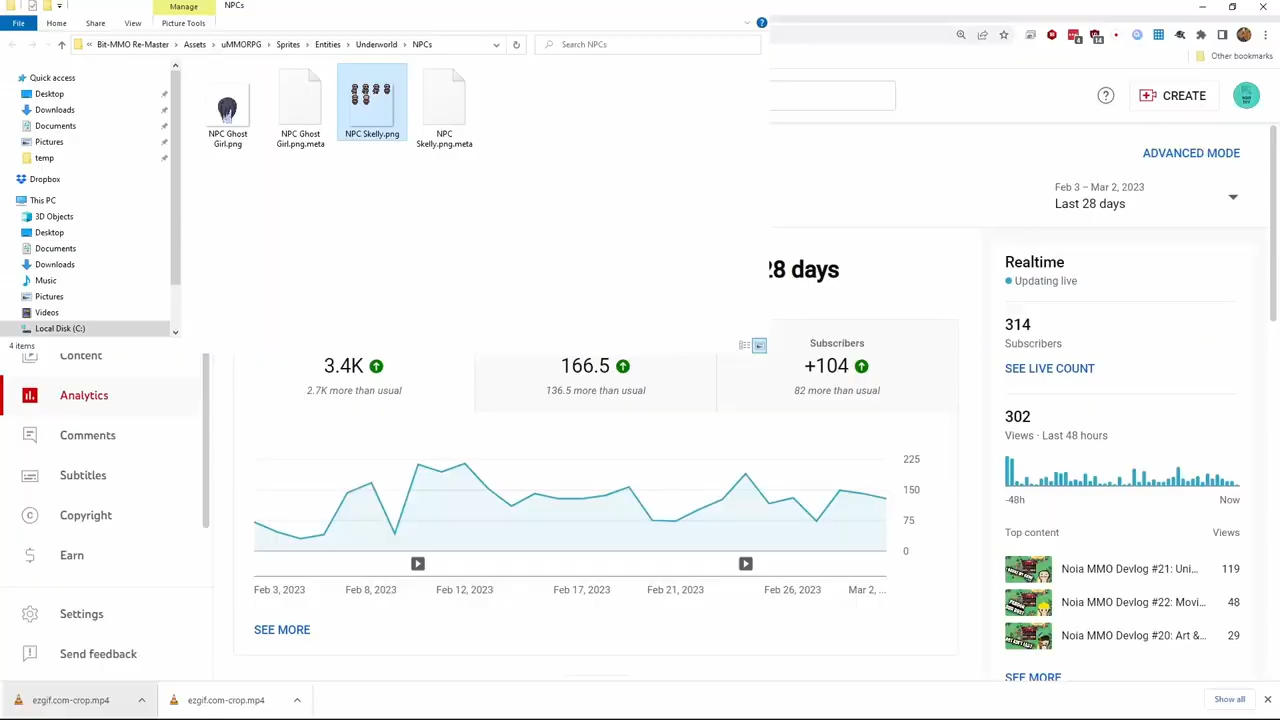 Manage
NPCs
File
Home
Share
View
Picture Tools
« Bit-MMO Re-Master > Assets > uMMORPG > Sprites > Entities > Underworld > NPCs
Search NPCs
Quick access
Desktop
Downloads
Documents
Pictures
temp
Dropbox
This PC
3D Objects
Desktop
Documents
Downloads
Music
Pictures
Videos
Local Disk (C:)
4 items
NPC Ghost
Girl.png
NPC Ghost
Girl.png.meta
NPC Skelly.png
NPC
Skelly.png.meta
Other bookmarks
CREATE
ADVANCED MODE
Feb 3 – Mar 2, 2023
Last 28 days
28 days
Content
Analytics
Comments
Subtitles
Copyright
Earn
Settings
Send feedback
3.4K
2.7K more than usual
166.5
136.5 more than usual
Subscribers
+104
82 more than usual
225
150
75
0
Feb 3, 2023
Feb 8, 2023
Feb 12, 2023
Feb 17, 2023
Feb 21, 2023
Feb 26, 2023
Mar 2, ...
SEE MORE
Realtime
Updating live
314
Subscribers
SEE LIVE COUNT
302
Views · Last 48 hours
-48h
Now
Top content
Views
Noia MMO Devlog #21: Uni...
119
Noia MMO Devlog #22: Movi...
48
Noia MMO Devlog #20: Art &...
29
SEE MORE
ezgif.com-crop.mp4
ezgif.com-crop.mp4
Show all